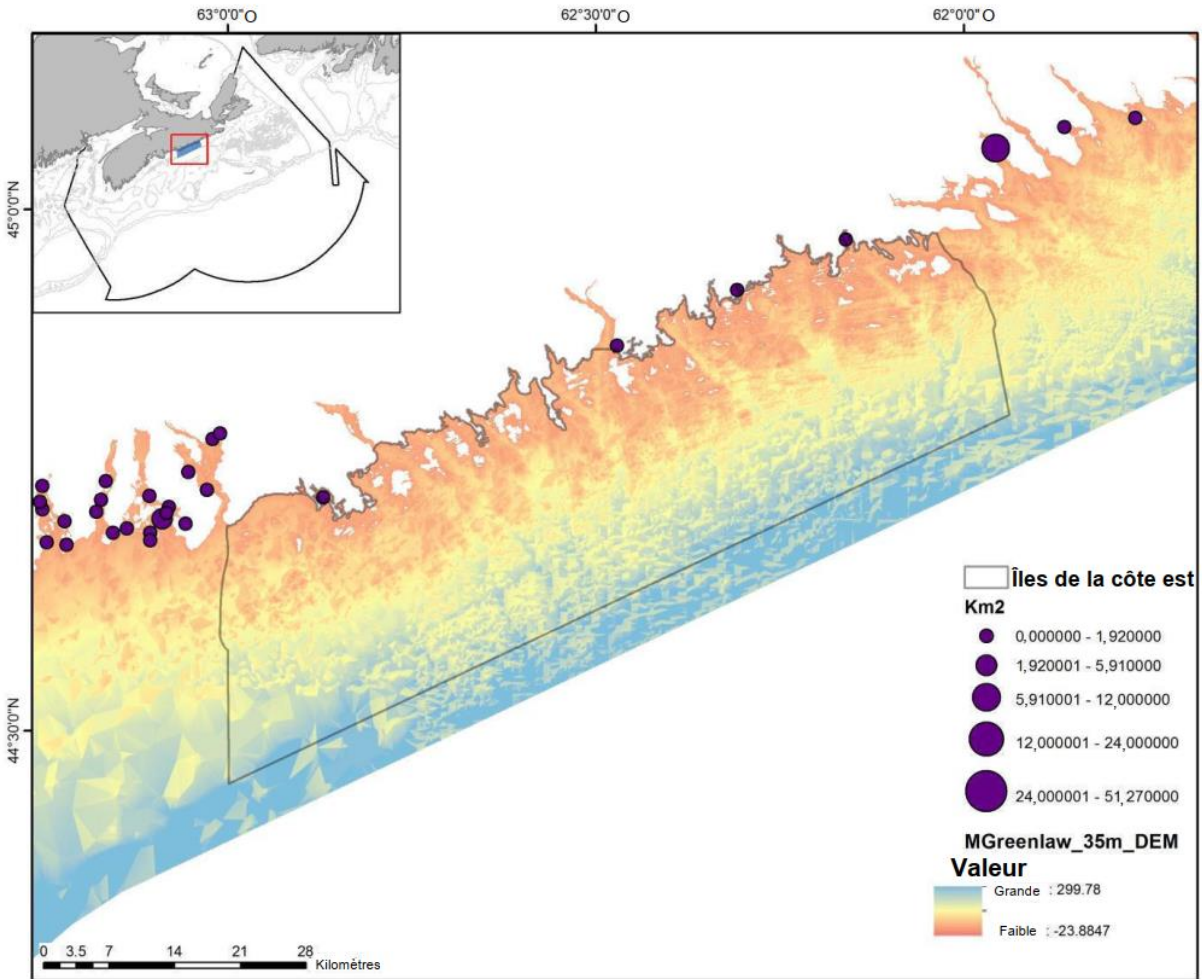 63°0'0"O 62°30'0"O 62°0'0"O
45°0'0"N
44°30'0"N
Îles de la côte est
Km2
0,000000 - 1,920000
1,920001 - 5,910000
5,910001 - 12,000000
12,000001 - 24,000000
24,000001 - 51,270000
MGreenlaw_35m_DEM
Valeur
Grande : 299.78
Faible : -23.8847
0 3.5 7 14 21 28 Kilomètres